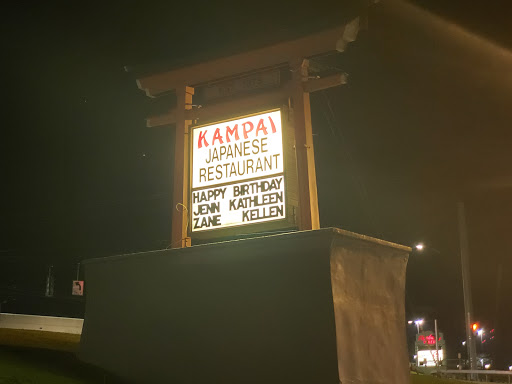 KAMPAI
JAPANESE
RESTAURANT
HAPPY BIRTHDAY
JENN KATHLEEN
ZANE KELLEN